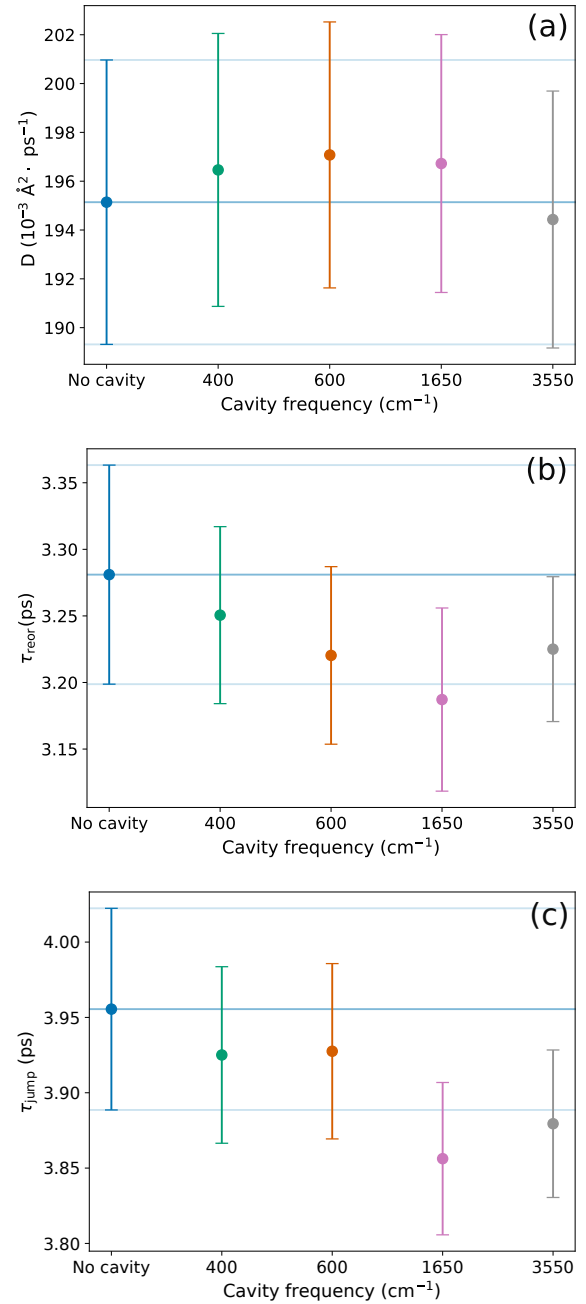 (a)
202
200
198
196
194
192
190
D (10⁻³ Å² · ps⁻¹)
No cavity 400 600 1650 3550
Cavity frequency (cm⁻¹)
(b)
3.35
3.30
3.25
3.20
3.15
τreor(ps)
No cavity 400 600 1650 3550
Cavity frequency (cm⁻¹)
(c)
4.00
3.95
3.90
3.85
3.80
τjump(ps)
No cavity 400 600 1650 3550
Cavity frequency (cm⁻¹)